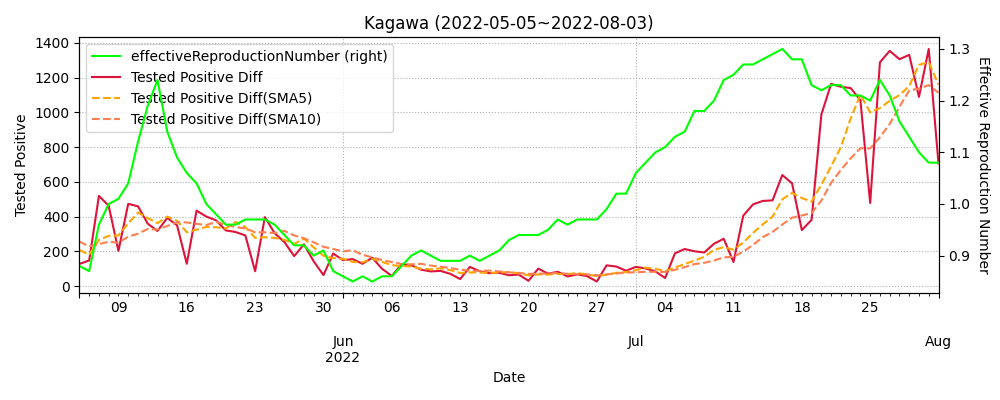 Kagawa (2022-05-05~2022-08-03)
effectiveReproductionNumber (right)
Tested Positive Diff
Tested Positive Diff(SMA5)
Tested Positive Diff(SMA10)
1400
1200
1000
800
600
400
200
0
Tested Positive
1.3
1.2
1.1
1.0
0.9
Effective Reproduction Number
09 16 23 30 06 13 20 27 04 11 18 25
Jun Jul Aug
2022
Date